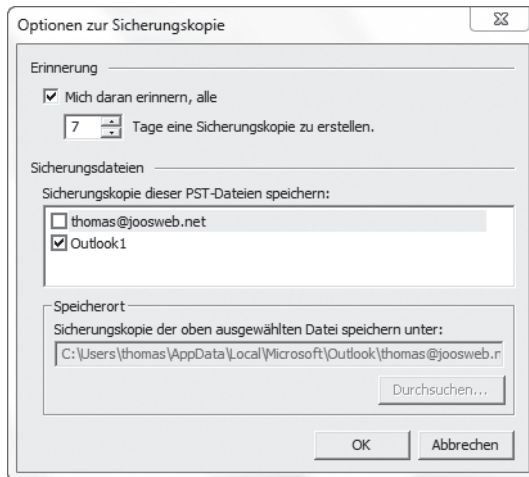 Optionen zur Sicherungskopie
Erinnerung
Mich daran erinnern, alle
7 Tage eine Sicherungskopie zu erstellen.
Sicherungsdateien
Sicherungskopie dieser PST-Dateien speichern:
thomas@joosweb.net
Outlook1
Speicherort
Sicherungskopie der oben ausgewählten Datei speichern unter:
C:\Users\thomas\AppData\Local\Microsoft\Outlook\thomas@joosweb.r
Durchsuchen...
OK Abbrechen